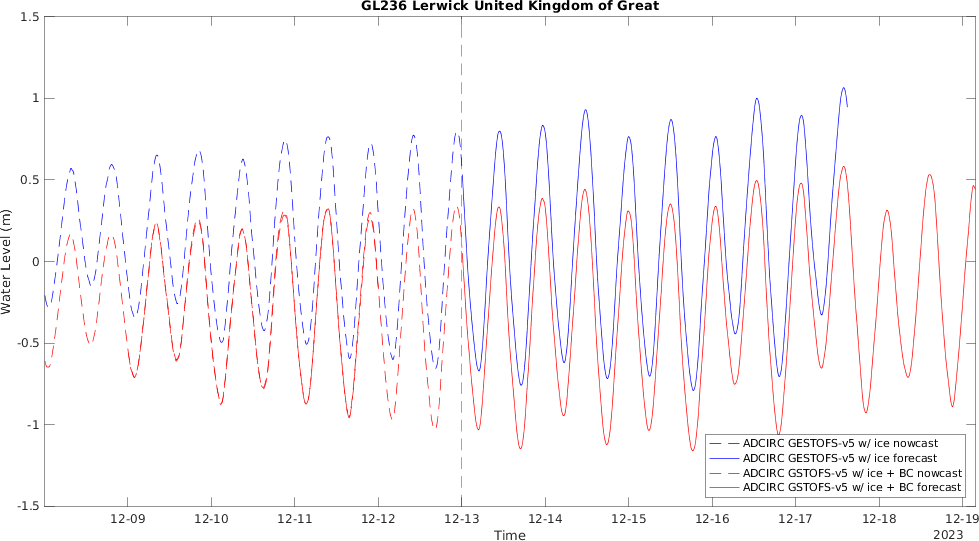 GL236 Lerwick United Kingdom of Great
1.5
1
0.5
0
-0.5
-1
-1.5
Water Level (m)
12-09
12-10
12-11
12-12
12-13
12-14
12-15
12-16
12-17
12-18
12-19
Time
2023
ADCIRC GESTOFS-v5 w/ ice nowcast
ADCIRC GESTOFS-v5 w/ ice forecast
ADCIRC GSTOFS-v5 w/ ice + BC nowcast
ADCIRC GSTOFS-v5 w/ ice + BC forecast